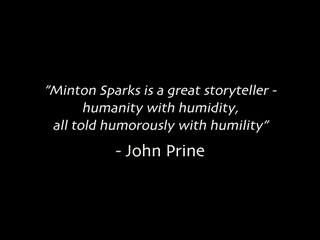 "Minton Sparks is a great storyteller -
humanity with humidity,
all told humorously with humility"
- John Prine